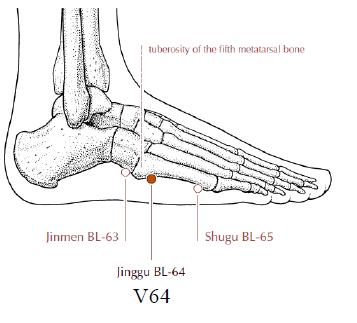 tuberosity of the fifth metatarsal bone
Jinmen BL-63
Shugu BL-65
Jinggu BL-64
V64